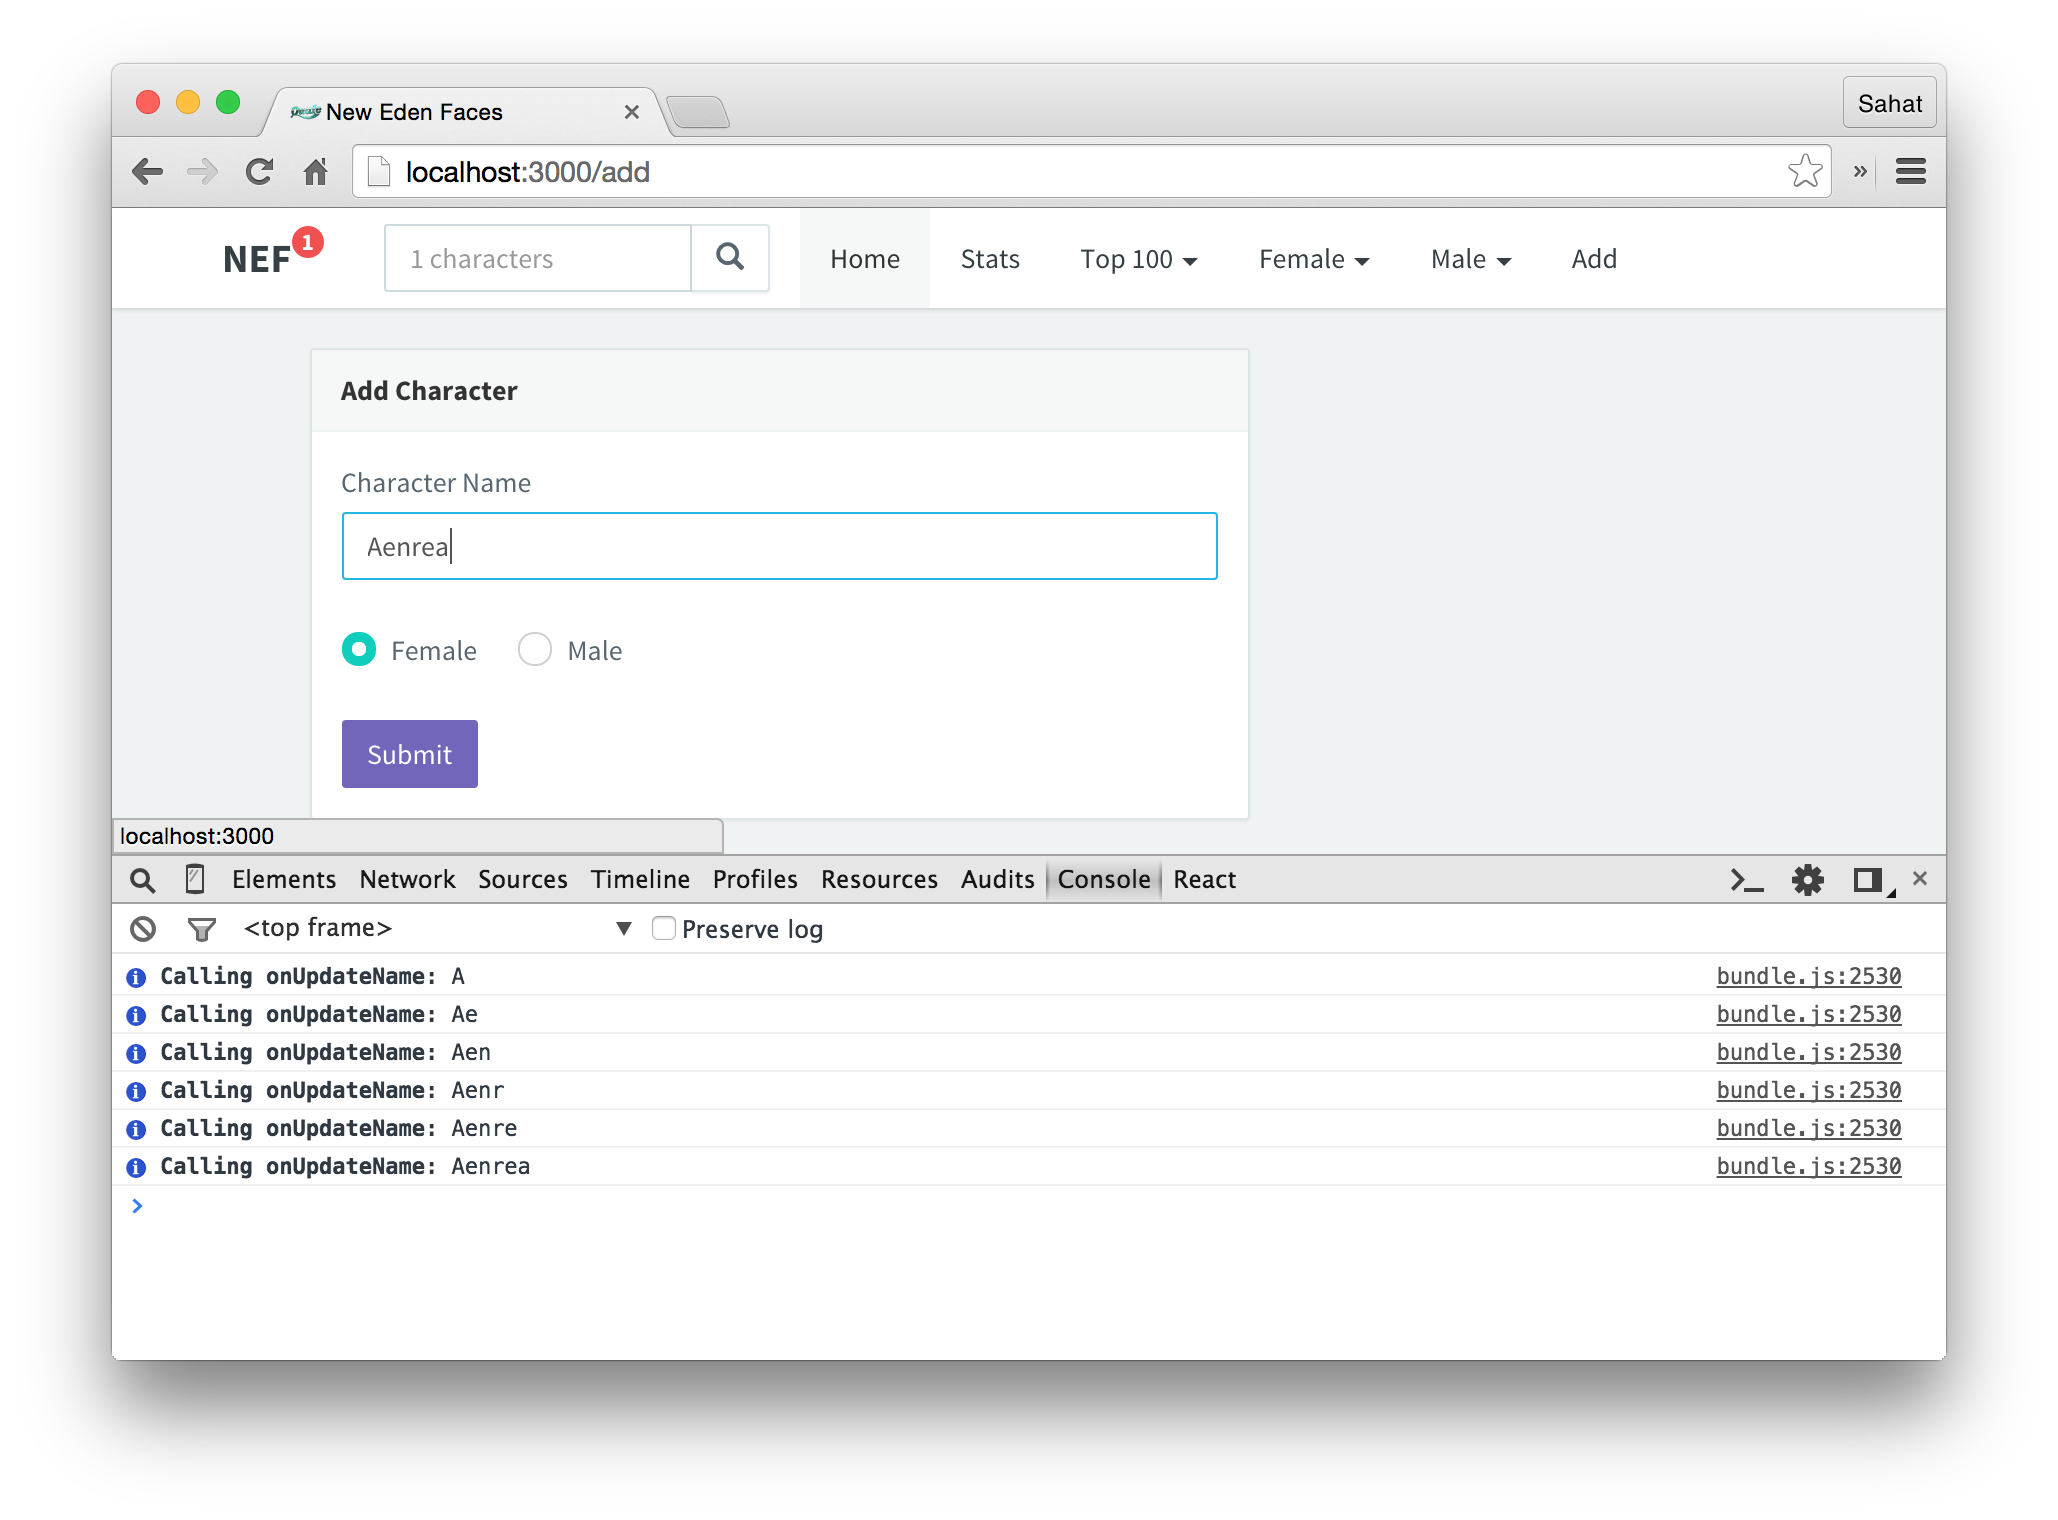 New Eden Faces
Sahat
localhost:3000/add
NEF 1
1 characters
Home Stats Top 100 Female Male Add
Add Character
Character Name
Aenrea
Female Male
Submit
localhost:3000
Elements Network Sources Timeline Profiles Resources Audits Console React
<top frame> Preserve log
Calling onUpdateName: A bundle.js:2530
Calling onUpdateName: Ae bundle.js:2530
Calling onUpdateName: Aen bundle.js:2530
Calling onUpdateName: Aenr bundle.js:2530
Calling onUpdateName: Aenre bundle.js:2530
Calling onUpdateName: Aenrea bundle.js:2530